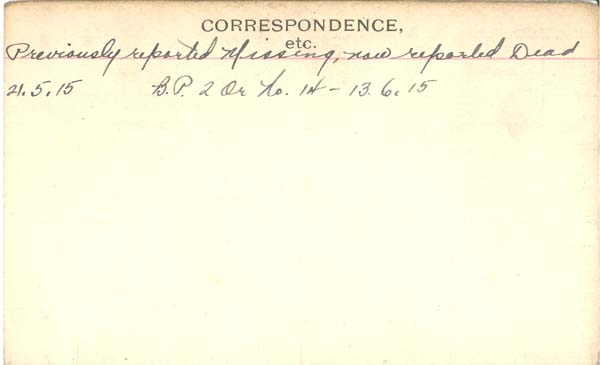 CORRESPONDENCE,
etc.
Previously reported Missing, now reported Dead
21.5.15 B.P. 2 Or No. 14 - 13.6.15